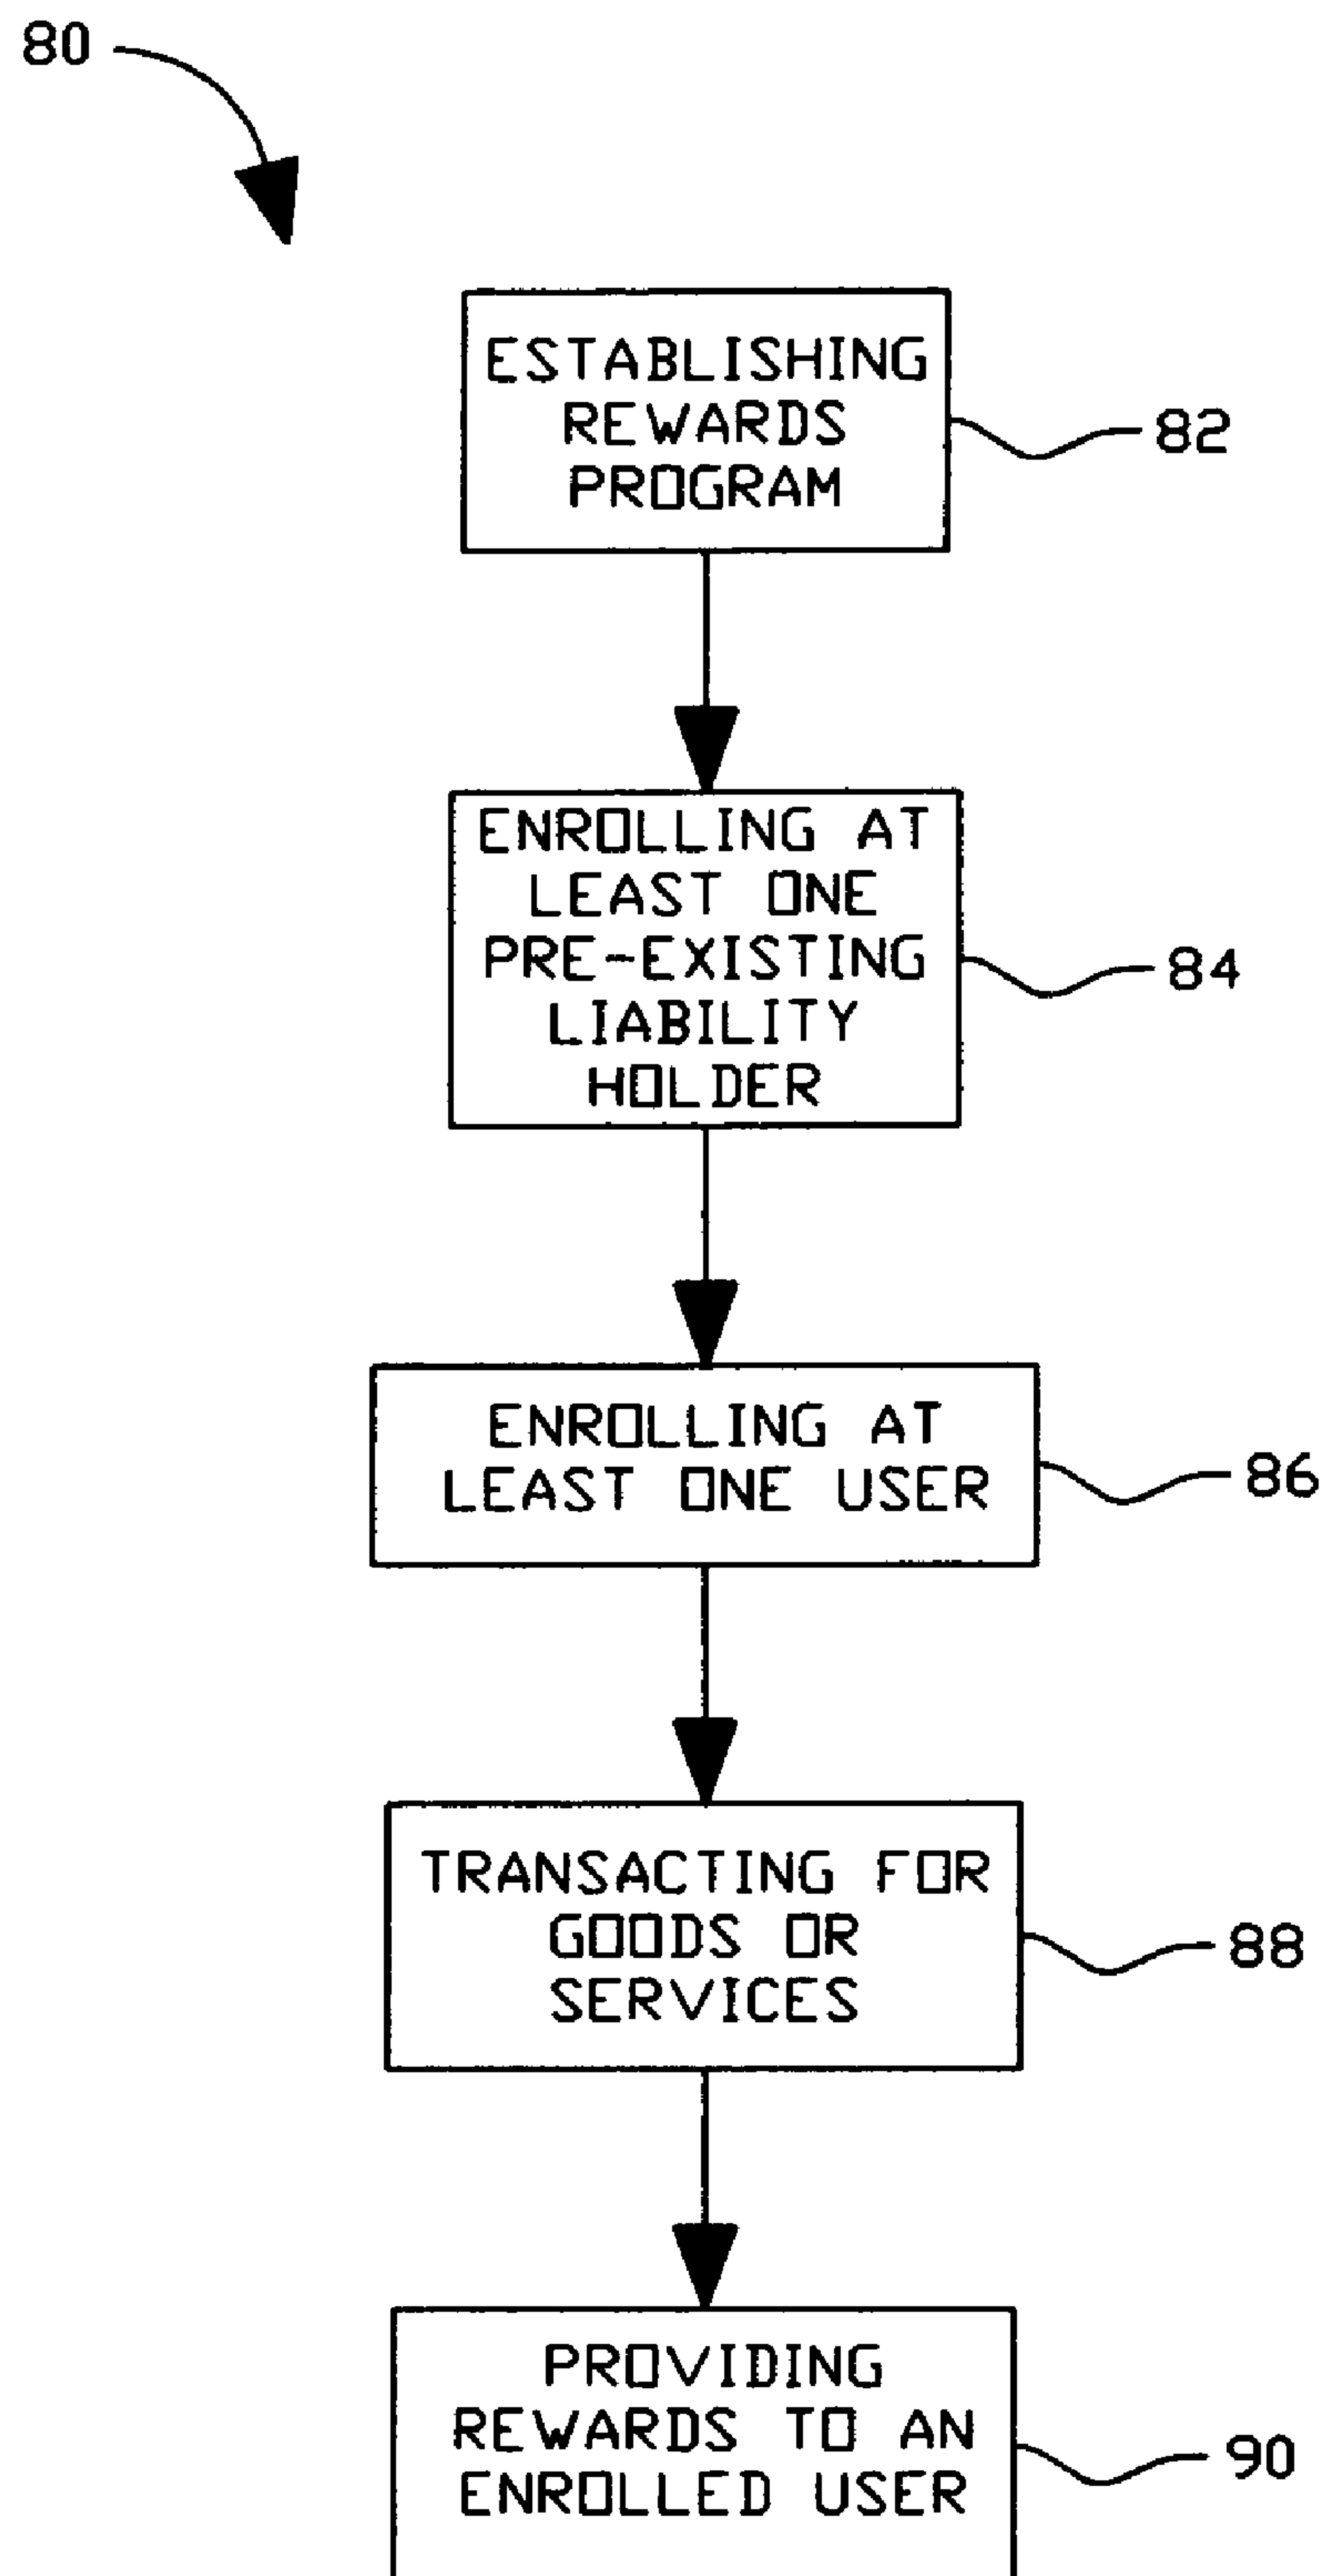 80
ESTABLISHING
REWARDS
PROGRAM
82
ENROLLING AT
LEAST ONE
PRE-EXISTING
LIABILITY
HOLDER
84
ENROLLING AT
LEAST ONE USER
86
TRANSACTING FOR
GOODS OR
SERVICES
88
PROVIDING
REWARDS TO AN
ENROLLED USER
90